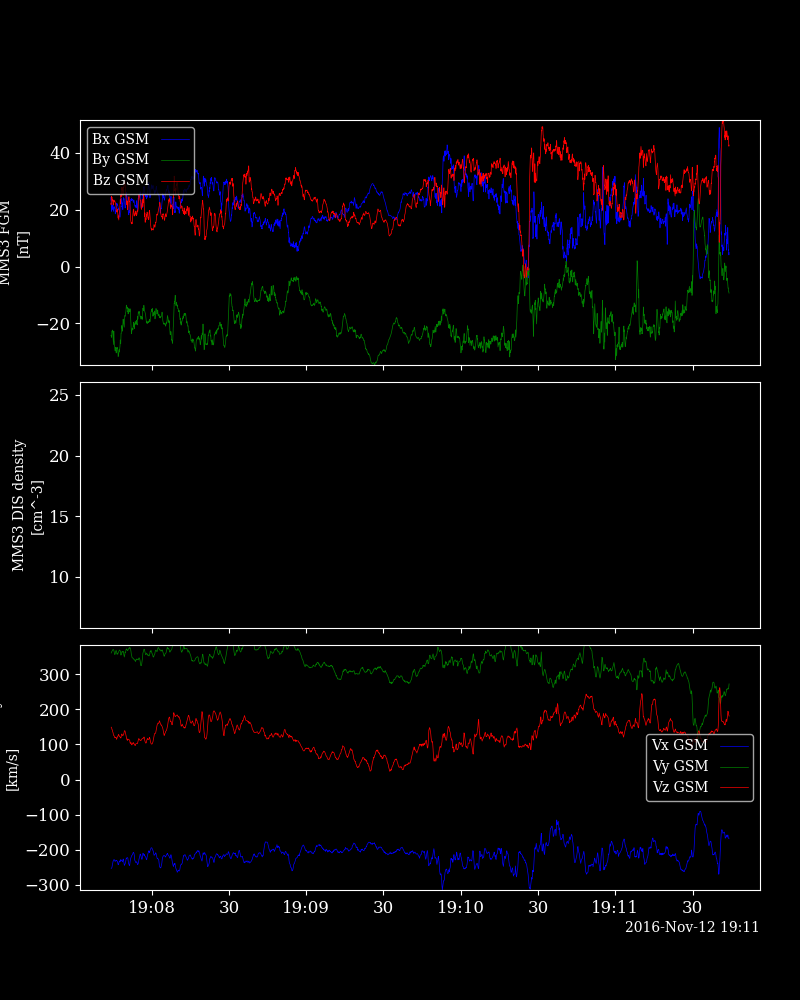 40
20
0
−20
MMS3 FGM
[nT]
Bx GSM
By GSM
Bz GSM
25
20
15
10
MMS3 DIS density
[cm^-3]
300
200
100
0
−100
−200
−300
[km/s]
Vx GSM
Vy GSM
Vz GSM
19:08 30 19:09 30 19:10 30 19:11 30
2016-Nov-12 19:11